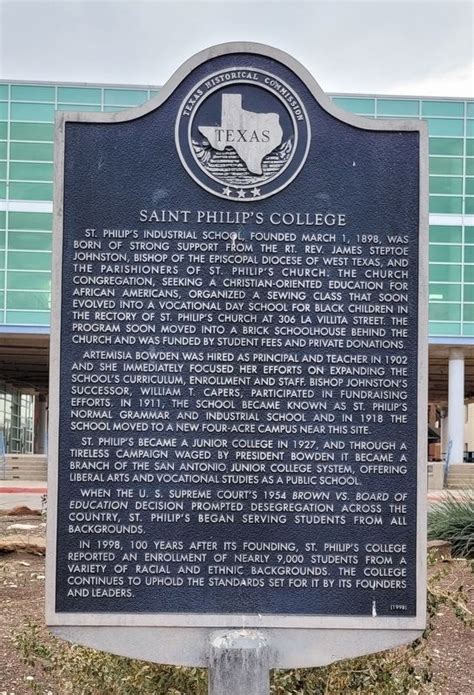 TEXAS HISTORICAL COMMISSION
TEXAS
SAINT PHILIP'S COLLEGE
ST. PHILIP'S INDUSTRIAL SCHOOL, FOUNDED MARCH 1, 1898, WAS
BORN OF STRONG SUPPORT FROM THE RT. REV. JAMES STEPTOE
JOHNSTON, BISHOP OF THE EPISCOPAL DIOCESE OF WEST TEXAS, AND
THE PARISHIONERS OF ST. PHILIP'S CHURCH. THE CHURCH
CONGREGATION, SEEKING A CHRISTIAN-ORIENTED EDUCATION FOR
AFRICAN AMERICANS, ORGANIZED A SEWING CLASS THAT SOON
EVOLVED INTO A VOCATIONAL DAY SCHOOL FOR BLACK CHILDREN IN
THE RECTORY OF ST. PHILIP'S CHURCH AT 306 LA VILLITA STREET. THE
PROGRAM SOON MOVED INTO A BRICK SCHOOLHOUSE BEHIND THE
CHURCH AND WAS FUNDED BY STUDENT FEES AND PRIVATE DONATIONS.
ARTEMISIA BOWDEN WAS HIRED AS PRINCIPAL AND TEACHER IN 1902
AND SHE IMMEDIATELY FOCUSED HER EFFORTS ON EXPANDING THE
SCHOOL'S CURRICULUM, ENROLLMENT AND STAFF. BISHOP JOHNSTON'S
SUCCESSOR, WILLIAM T. CAPERS, PARTICIPATED IN FUNDRAISING
EFFORTS. IN 1911, THE SCHOOL BECAME KNOWN AS ST. PHILIP'S
NORMAL GRAMMAR AND INDUSTRIAL SCHOOL AND IN 1918 THE
SCHOOL MOVED TO A NEW FOUR-ACRE CAMPUS NEAR THIS SITE.
ST. PHILIP'S BECAME A JUNIOR COLLEGE IN 1927, AND THROUGH A
TIRELESS CAMPAIGN WAGED BY PRESIDENT BOWDEN IT BECAME A
BRANCH OF THE SAN ANTONIO JUNIOR COLLEGE SYSTEM, OFFERING
LIBERAL ARTS AND VOCATIONAL STUDIES AS A PUBLIC SCHOOL.
WHEN THE U. S. SUPREME COURT'S 1954 BROWN VS. BOARD OF
EDUCATION DECISION PROMPTED DESEGREGATION ACROSS THE
COUNTRY, ST. PHILIP'S BEGAN SERVING STUDENTS FROM ALL
BACKGROUNDS.
IN 1998, 100 YEARS AFTER ITS FOUNDING, ST. PHILIP'S COLLEGE
REPORTED AN ENROLLMENT OF NEARLY 9,000 STUDENTS FROM A
VARIETY OF RACIAL AND ETHNIC BACKGROUNDS. THE COLLEGE
CONTINUES TO UPHOLD THE STANDARDS SET FOR IT BY ITS FOUNDERS
AND LEADERS.
(1998)